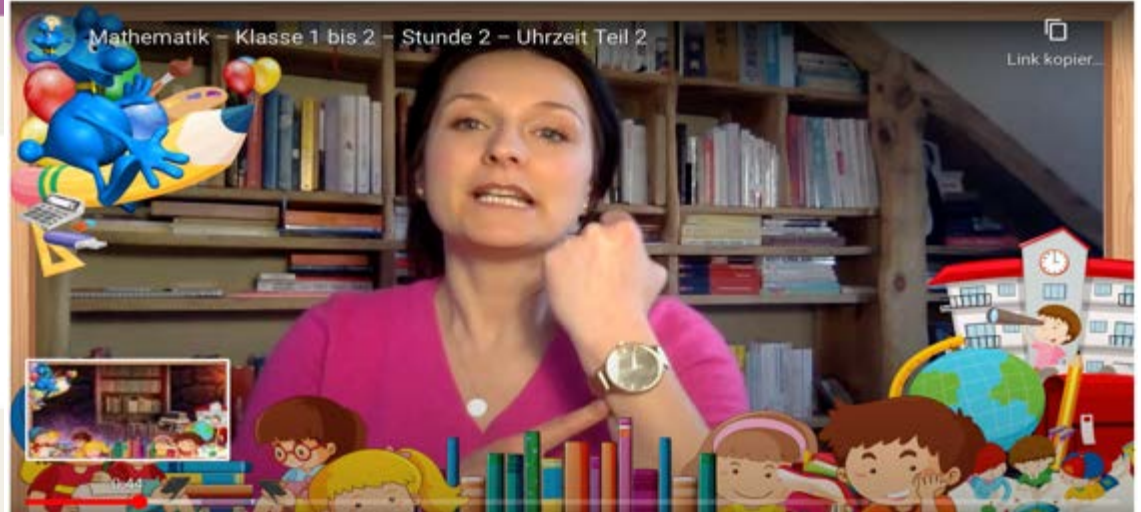 Mathematik – Klasse 1 bis 2 – Stunde 2 – Uhrzeit Teil 2
Link kopier...
0:44